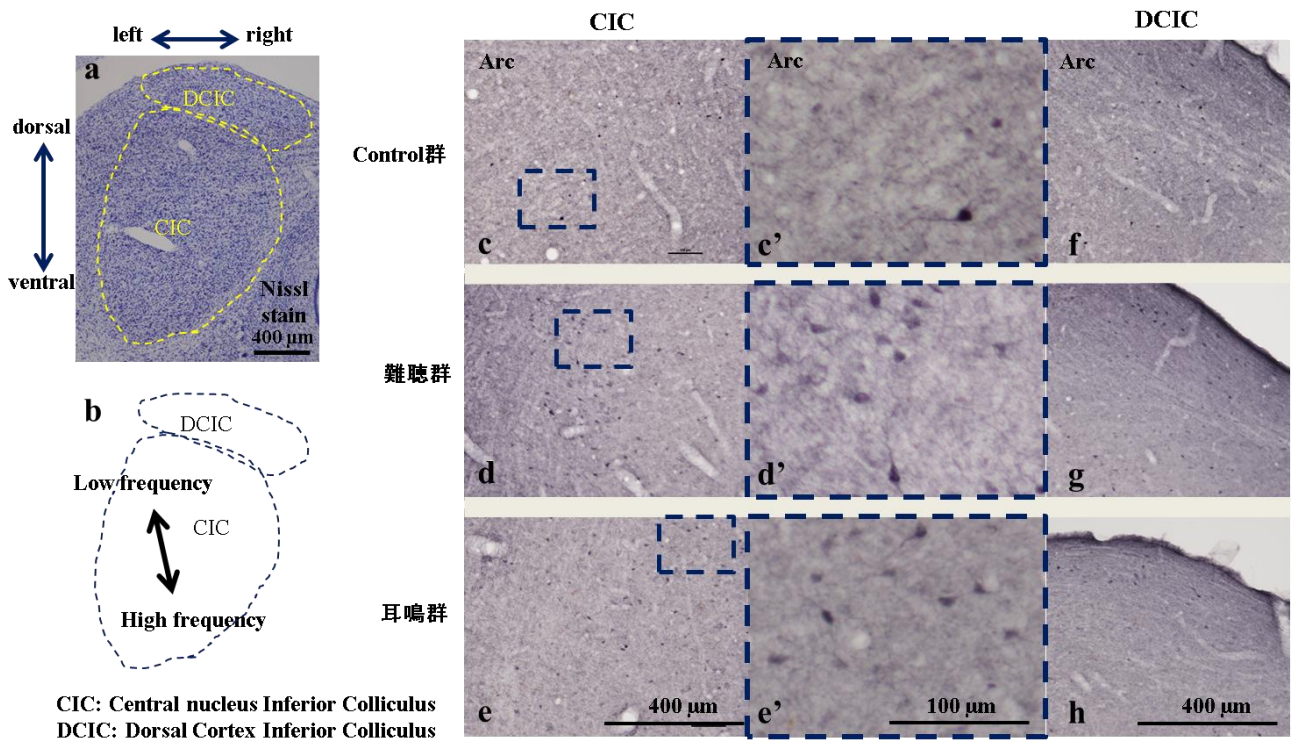 left
right
a
DCIC
dorsal
CIC
ventral
Nissl
stain
400 µm
b
DCIC
Low frequency
CIC
High frequency
CIC: Central nucleus Inferior Colliculus
DCIC: Dorsal Cortex Inferior Colliculus
CIC
DCIC
Control群
Arc
c
Arc
c’
Arc
f
難聴群
d
d’
g
耳鳴群
e
400 µm
e’
100 µm
h
400 µm